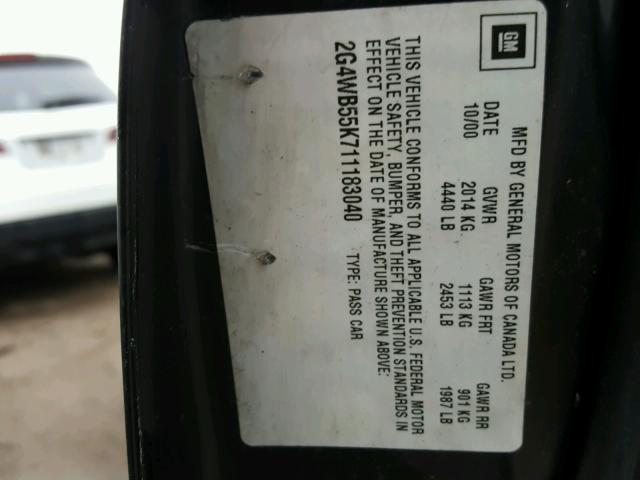 GM
MFD BY GENERAL MOTORS OF CANADA LTD.
DATE GVWR GAWR FRT GAWR RR
10/00 2014 KG 1113 KG 901 KG
4440 LB 2453 LB 1987 LB
THIS VEHICLE CONFORMS TO ALL APPLICABLE U.S. FEDERAL MOTOR
VEHICLE SAFETY, BUMPER, AND THEFT PREVENTION STANDARDS IN
EFFECT ON THE DATE OF MANUFACTURE SHOWN ABOVE:
2G4WB55K711183040 TYPE: PASS CAR